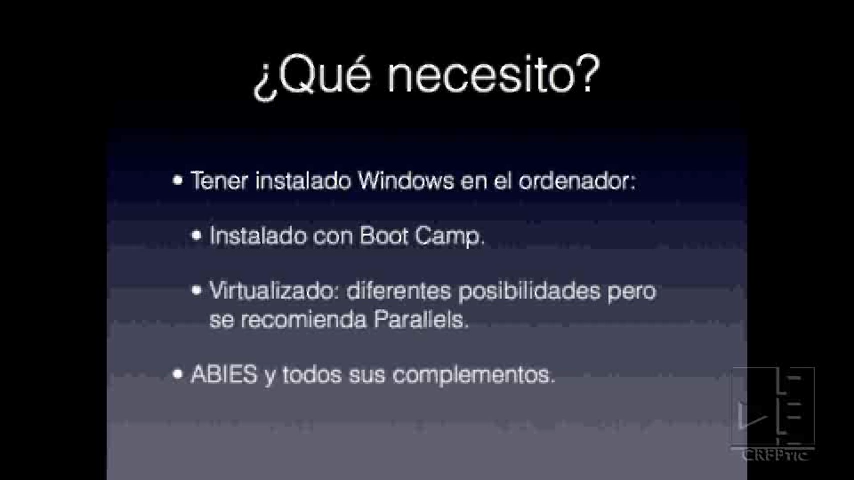 ¿Qué necesito?
• Tener instalado Windows en el ordenador:
• Instalado con Boot Camp.
• Virtualizado: diferentes posibilidades pero
se recomienda Parallels.
• ABIES y todos sus complementos.
CRFPTIC